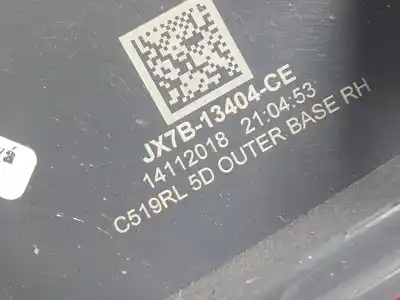 JX7B-13404-CE
14112018 21:04:53
C519RL 5D OUTER BASE RH